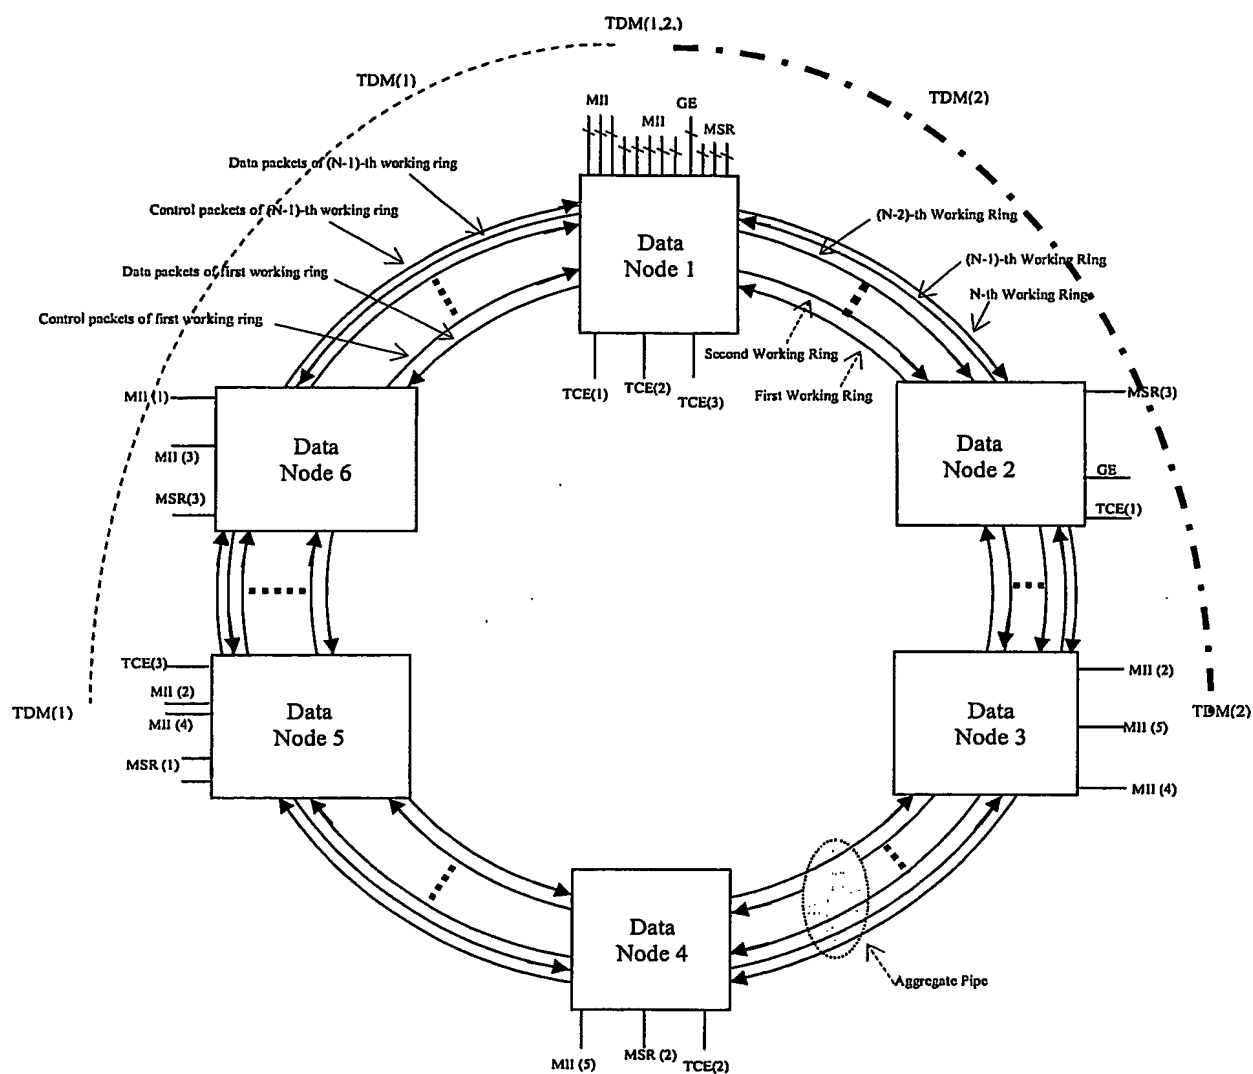 TDM(1,2,)
TDM(1)
TDM(2)
MII
MII
GE
MSR
Data packets of (N-1)-th working ring
Control packets of (N-1)-th working ring
Data packets of first working ring
Control packets of first working ring
(N-2)-th Working Ring
(N-1)-th Working Ring
N-th Working Ring
Second Working Ring
First Working Ring
Data
Node 1
TCE(1)
TCE(2)
TCE(3)
MII (1)
MII (3)
MSR(3)
Data
Node 6
Data
Node 2
MSR(3)
GE
TCE(1)
TCE(3)
MII (2)
MII (4)
MSR (1)
TDM(1)
Data
Node 5
Data
Node 3
MII (2)
MII (5)
MII (4)
TDM(2)
Data
Node 4
Aggregate Pipe
MII (5)
MSR (2)
TCE(2)